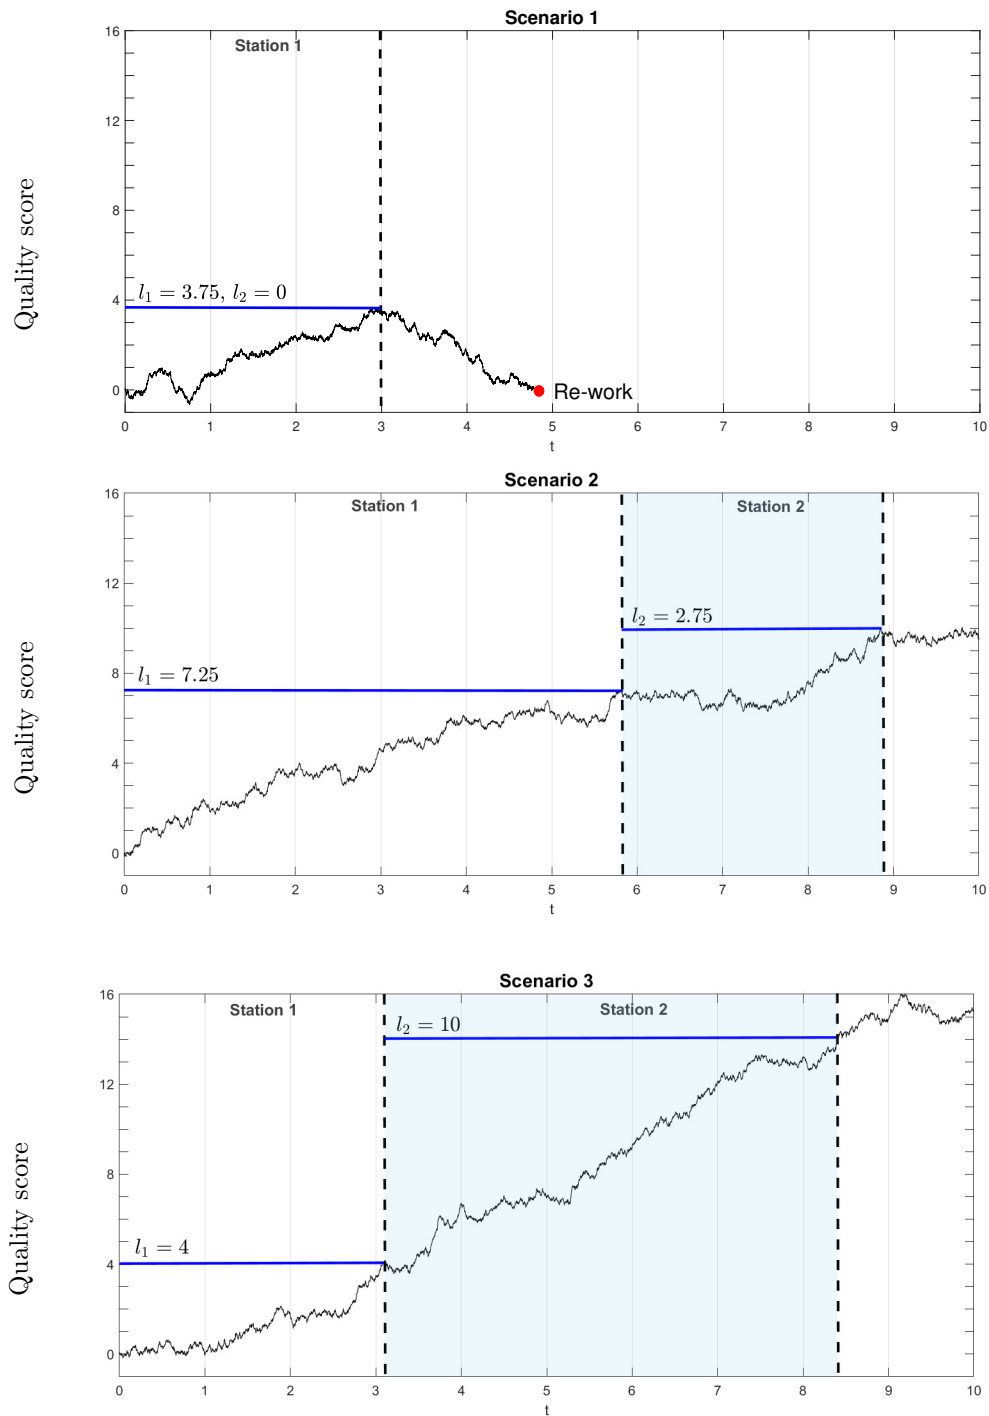 Scenario 1
Quality score
16
12
8
4
0
Station 1
l₁ = 3.75, l₂ = 0
Re-work
0 1 2 3 4 5 6 7 8 9 10
t
Scenario 2
Quality score
16
12
8
4
0
Station 1
Station 2
l₂ = 2.75
l₁ = 7.25
0 1 2 3 4 5 6 7 8 9 10
t
Scenario 3
Quality score
16
12
8
4
0
Station 1
Station 2
l₂ = 10
l₁ = 4
0 1 2 3 4 5 6 7 8 9 10
t